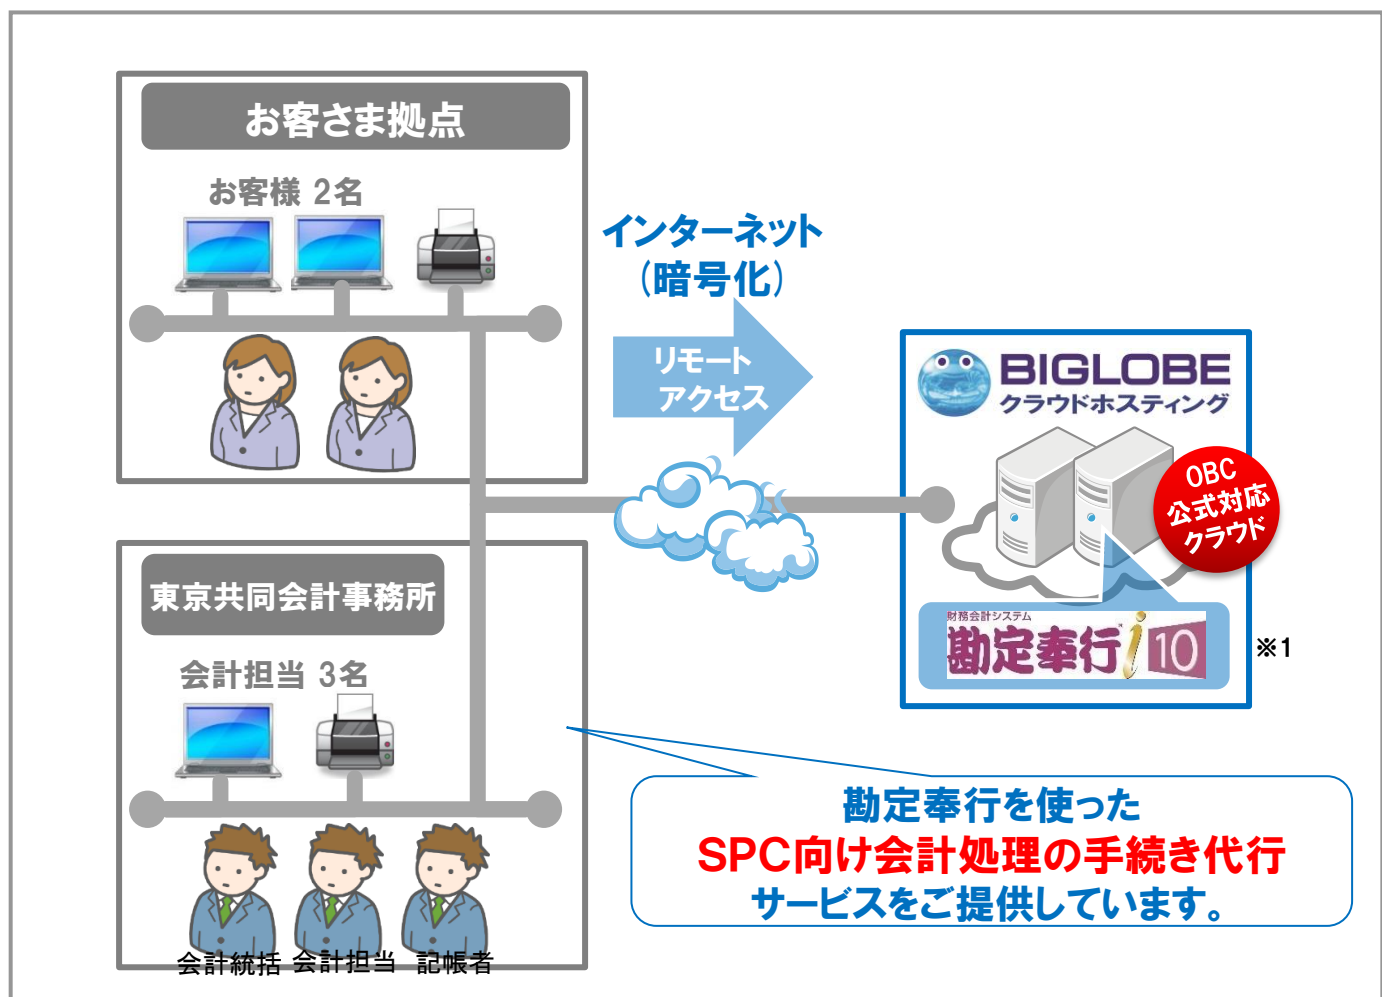 お客さま拠点
お客様 2名
インターネット
(暗号化)
リモート
アクセス
BIGLOBE
クラウドホスティング
OBC
公式対応
クラウド
財務会計システム
勘定奉行i10
※1
東京共同会計事務所
会計担当 3名
会計統括 会計担当 記帳者
勘定奉行を使った
SPC向け会計処理の手続き代行
サービスをご提供しています。